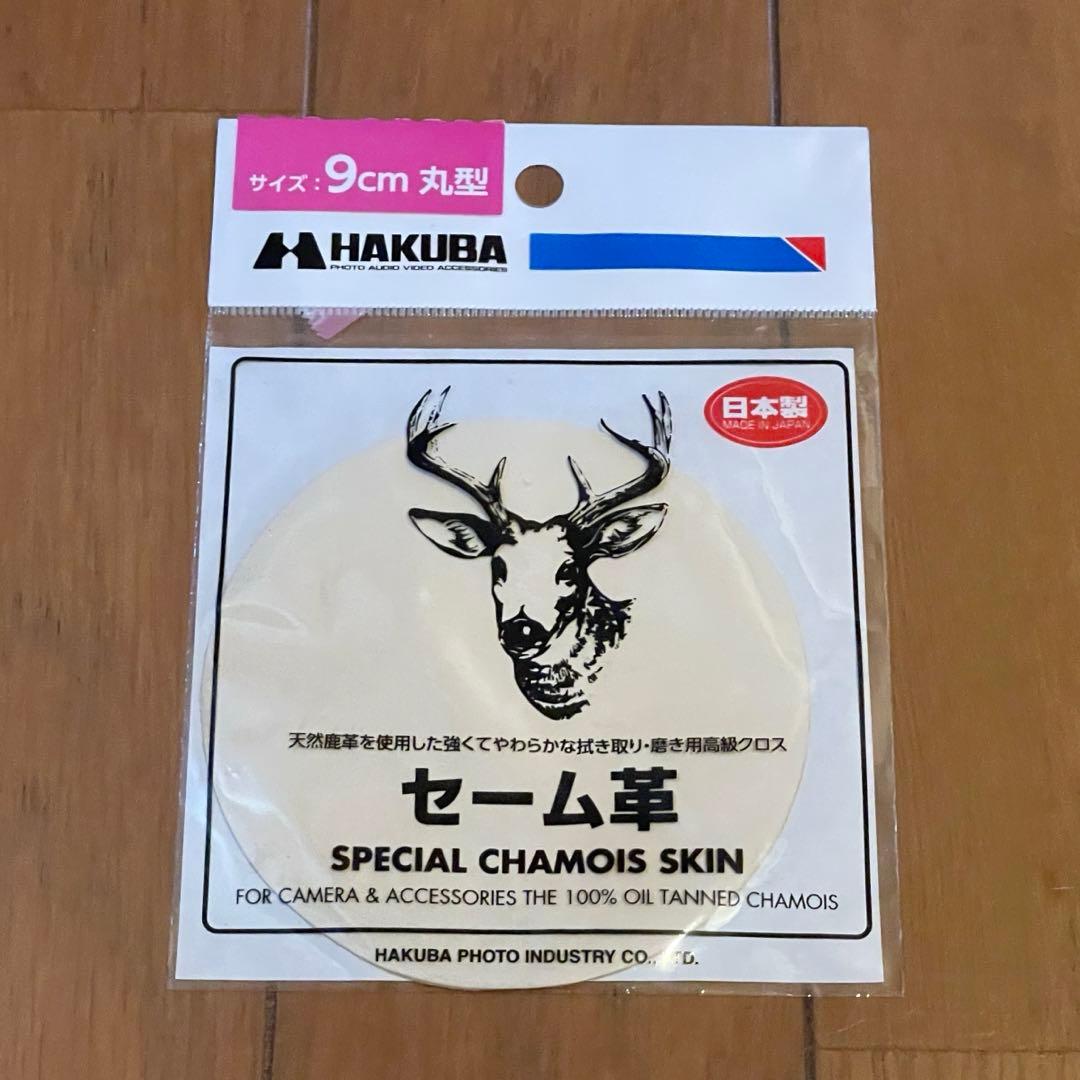 サイズ：9cm 丸型
HAKUBA
PHOTO AUDIO VIDEO ACCESSORIES
日本製
MADE IN JAPAN
天然鹿革を使用した強くてやわらかな拭き取り・磨き用高級クロス
セーム革
SPECIAL CHAMOIS SKIN
FOR CAMERA & ACCESSORIES THE 100% OIL TANNED CHAMOIS
HAKUBA PHOTO INDUSTRY CO., LTD.